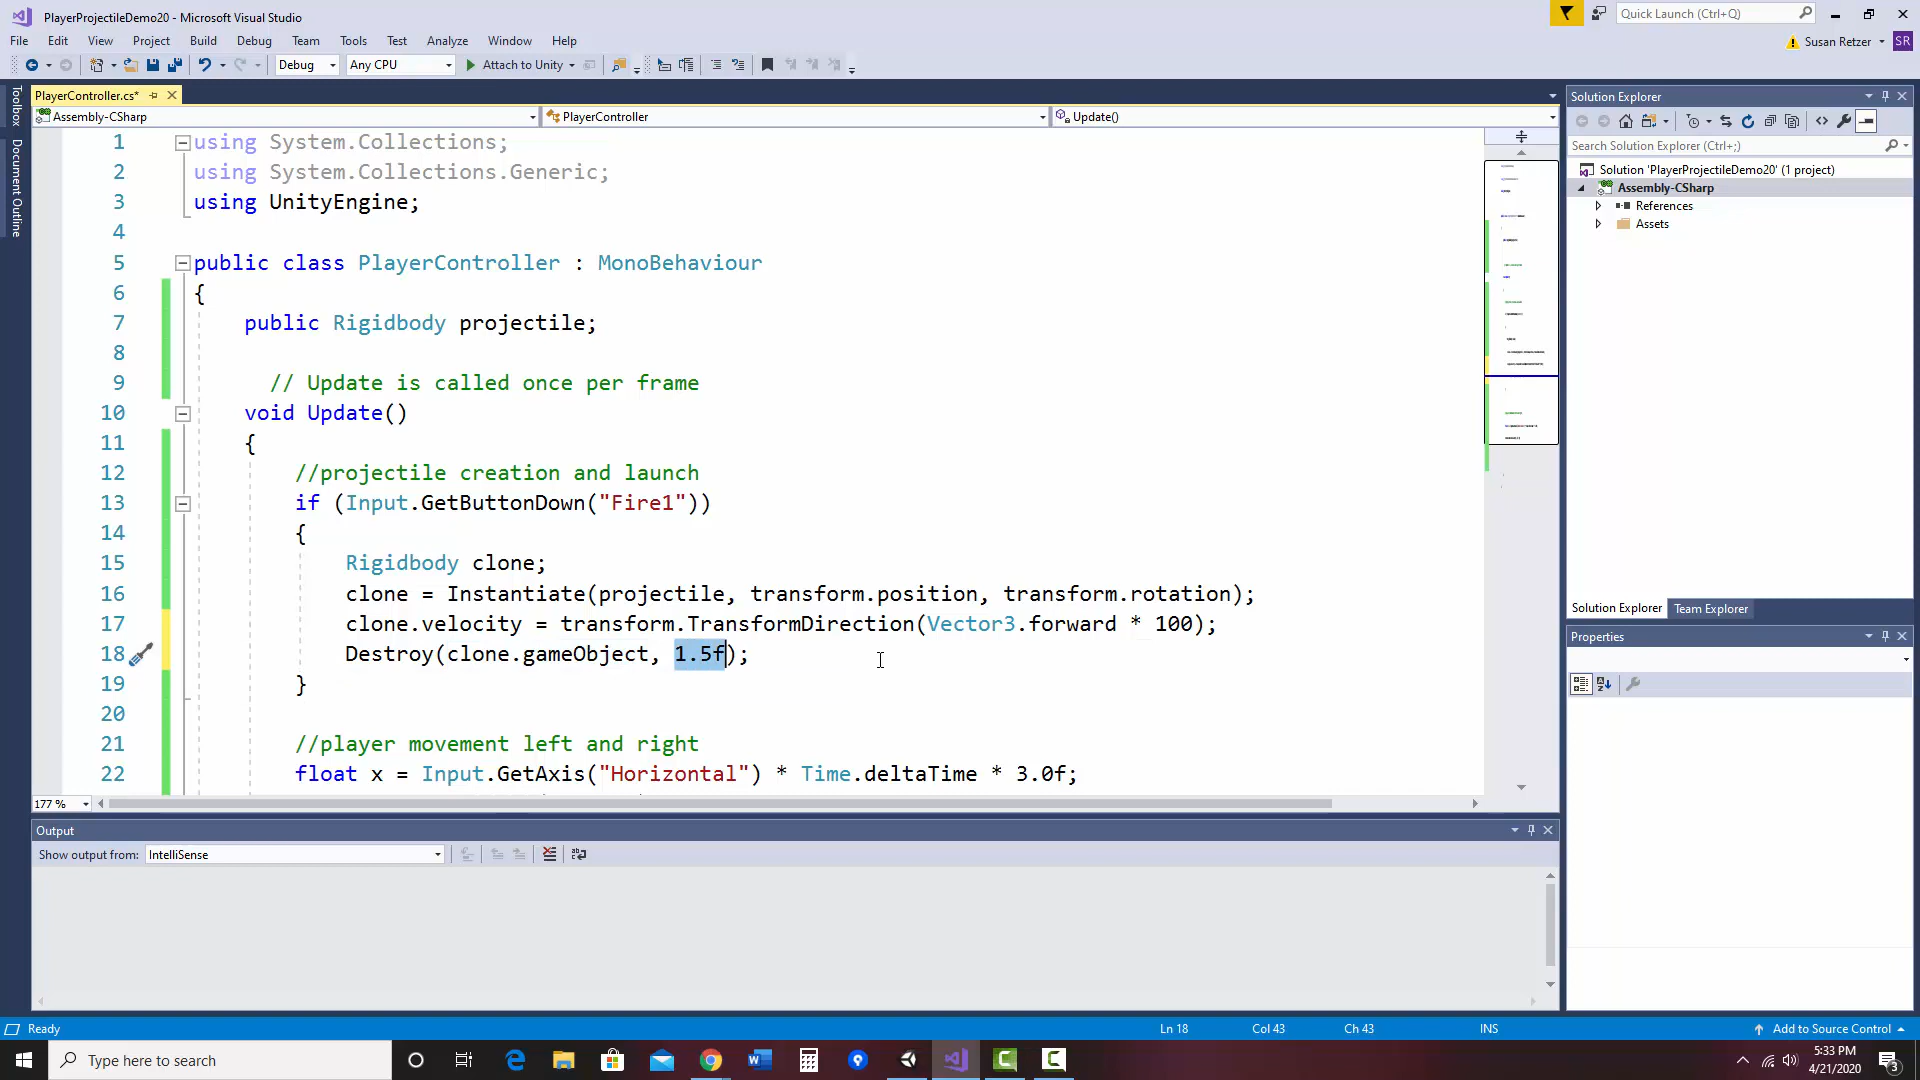 PlayerProjectileDemo20 - Microsoft Visual Studio
Quick Launch (Ctrl+Q)
File Edit View Project Build Debug Team Tools Test Analyze Window Help
Susan Retzer SR
Debug Any CPU Attach to Unity
Toolbox
Document Outline
PlayerController.cs*
Assembly-CSharp PlayerController Update()
1 using System.Collections;
2 using System.Collections.Generic;
3 using UnityEngine;
4
5 public class PlayerController : MonoBehaviour
6 {
7 public Rigidbody projectile;
8
9 // Update is called once per frame
10 void Update()
11 {
12 //projectile creation and launch
13 if (Input.GetButtonDown("Fire1"))
14 {
15 Rigidbody clone;
16 clone = Instantiate(projectile, transform.position, transform.rotation);
17 clone.velocity = transform.TransformDirection(Vector3.forward * 100);
18 Destroy(clone.gameObject, 1.5f);
19 }
20
21 //player movement left and right
22 float x = Input.GetAxis("Horizontal") * Time.deltaTime * 3.0f;
177 %
Solution Explorer
Search Solution Explorer (Ctrl+;)
Solution 'PlayerProjectileDemo20' (1 project)
Assembly-CSharp
References
Assets
Solution Explorer Team Explorer
Properties
Output
Show output from: IntelliSense
Ready Ln 18 Col 43 Ch 43 INS Add to Source Control
Type here to search
5:33 PM
4/21/2020
3